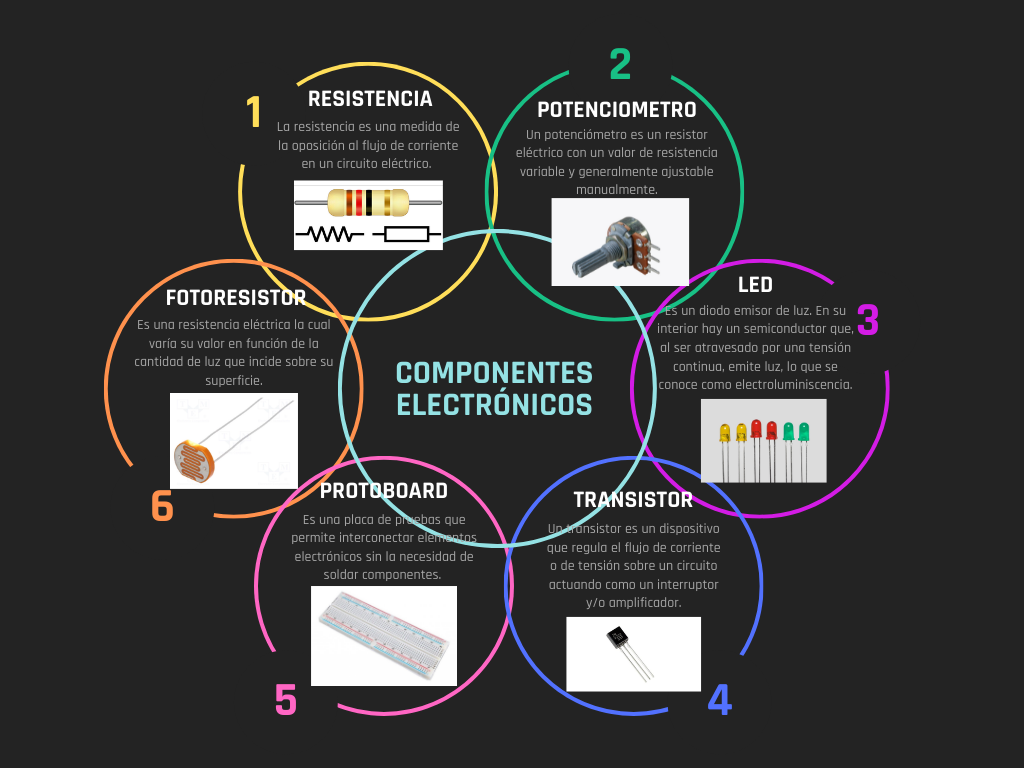 1
RESISTENCIA
La resistencia es una medida de
la oposición al flujo de corriente
en un circuito eléctrico.
2
POTENCIOMETRO
Un potenciómetro es un resistor
eléctrico con un valor de resistencia
variable y generalmente ajustable
manualmente.
LED
3
Es un diodo emisor de luz. En su
interior hay un semiconductor que,
al ser atravesado por una tensión
continua, emite luz, lo que se
conoce como electroluminiscencia.
FOTORESISTOR
Es una resistencia eléctrica la cual
varía su valor en función de la
cantidad de luz que incide sobre su
superficie.
6
COMPONENTES
ELECTRÓNICOS
PROTOBOARD
Es una placa de pruebas que
permite interconectar elementos
electrónicos sin la necesidad de
soldar componentes.
5
TRANSISTOR
Un transistor es un dispositivo
que regula el flujo de corriente
o de tensión sobre un circuito
actuando como un interruptor
y/o amplificador.
4